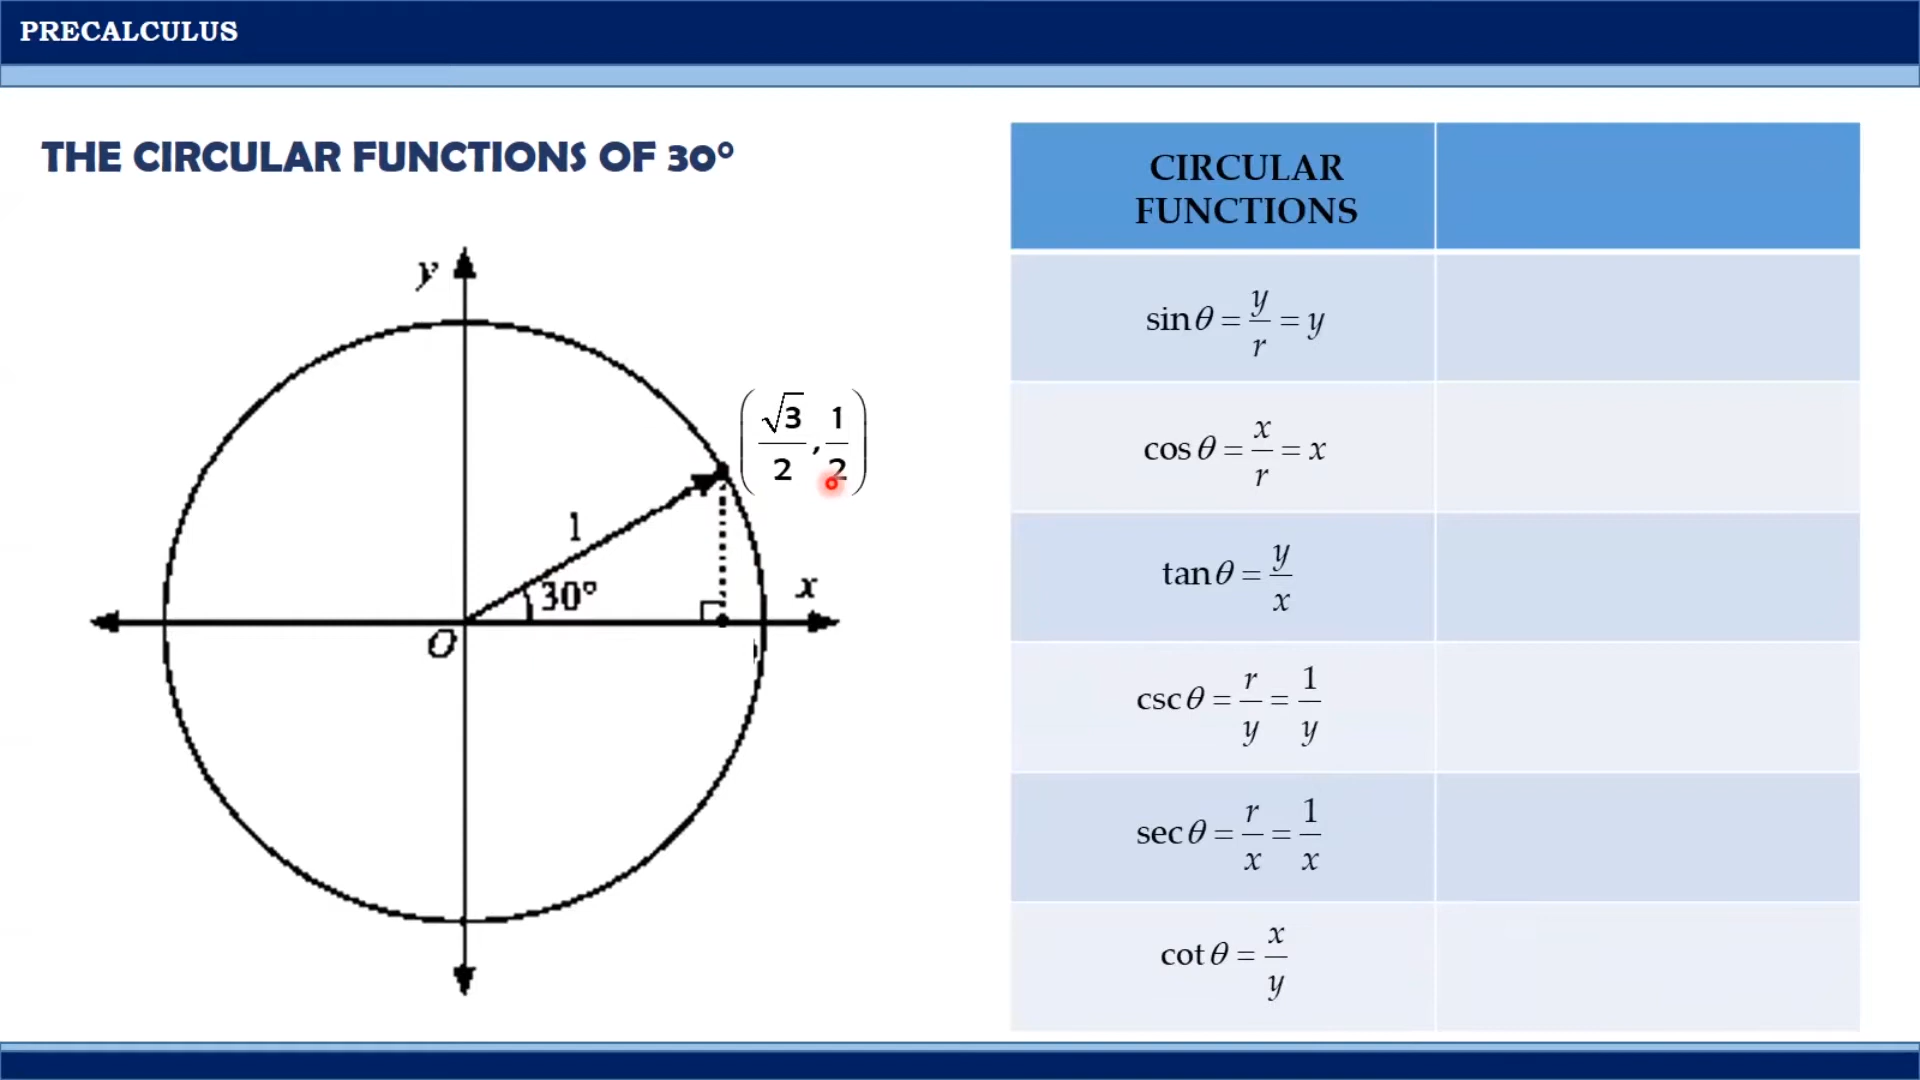 PRECALCULUS
THE CIRCULAR FUNCTIONS OF 30°
y
(√3/2, 1/2)
1
30°
x
O
CIRCULAR
FUNCTIONS
sin θ = y/r = y
cos θ = x/r = x
tan θ = y/x
csc θ = r/y = 1/y
sec θ = r/x = 1/x
cot θ = x/y